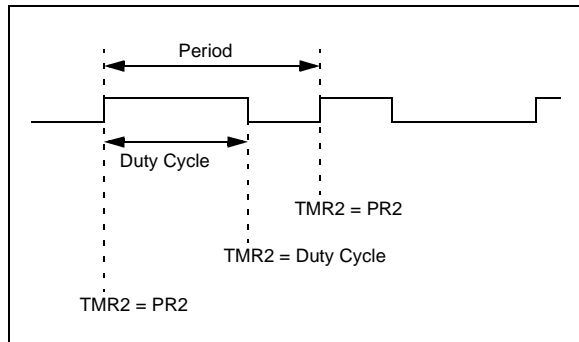 Period
Duty Cycle
TMR2 = PR2
TMR2 = Duty Cycle
TMR2 = PR2